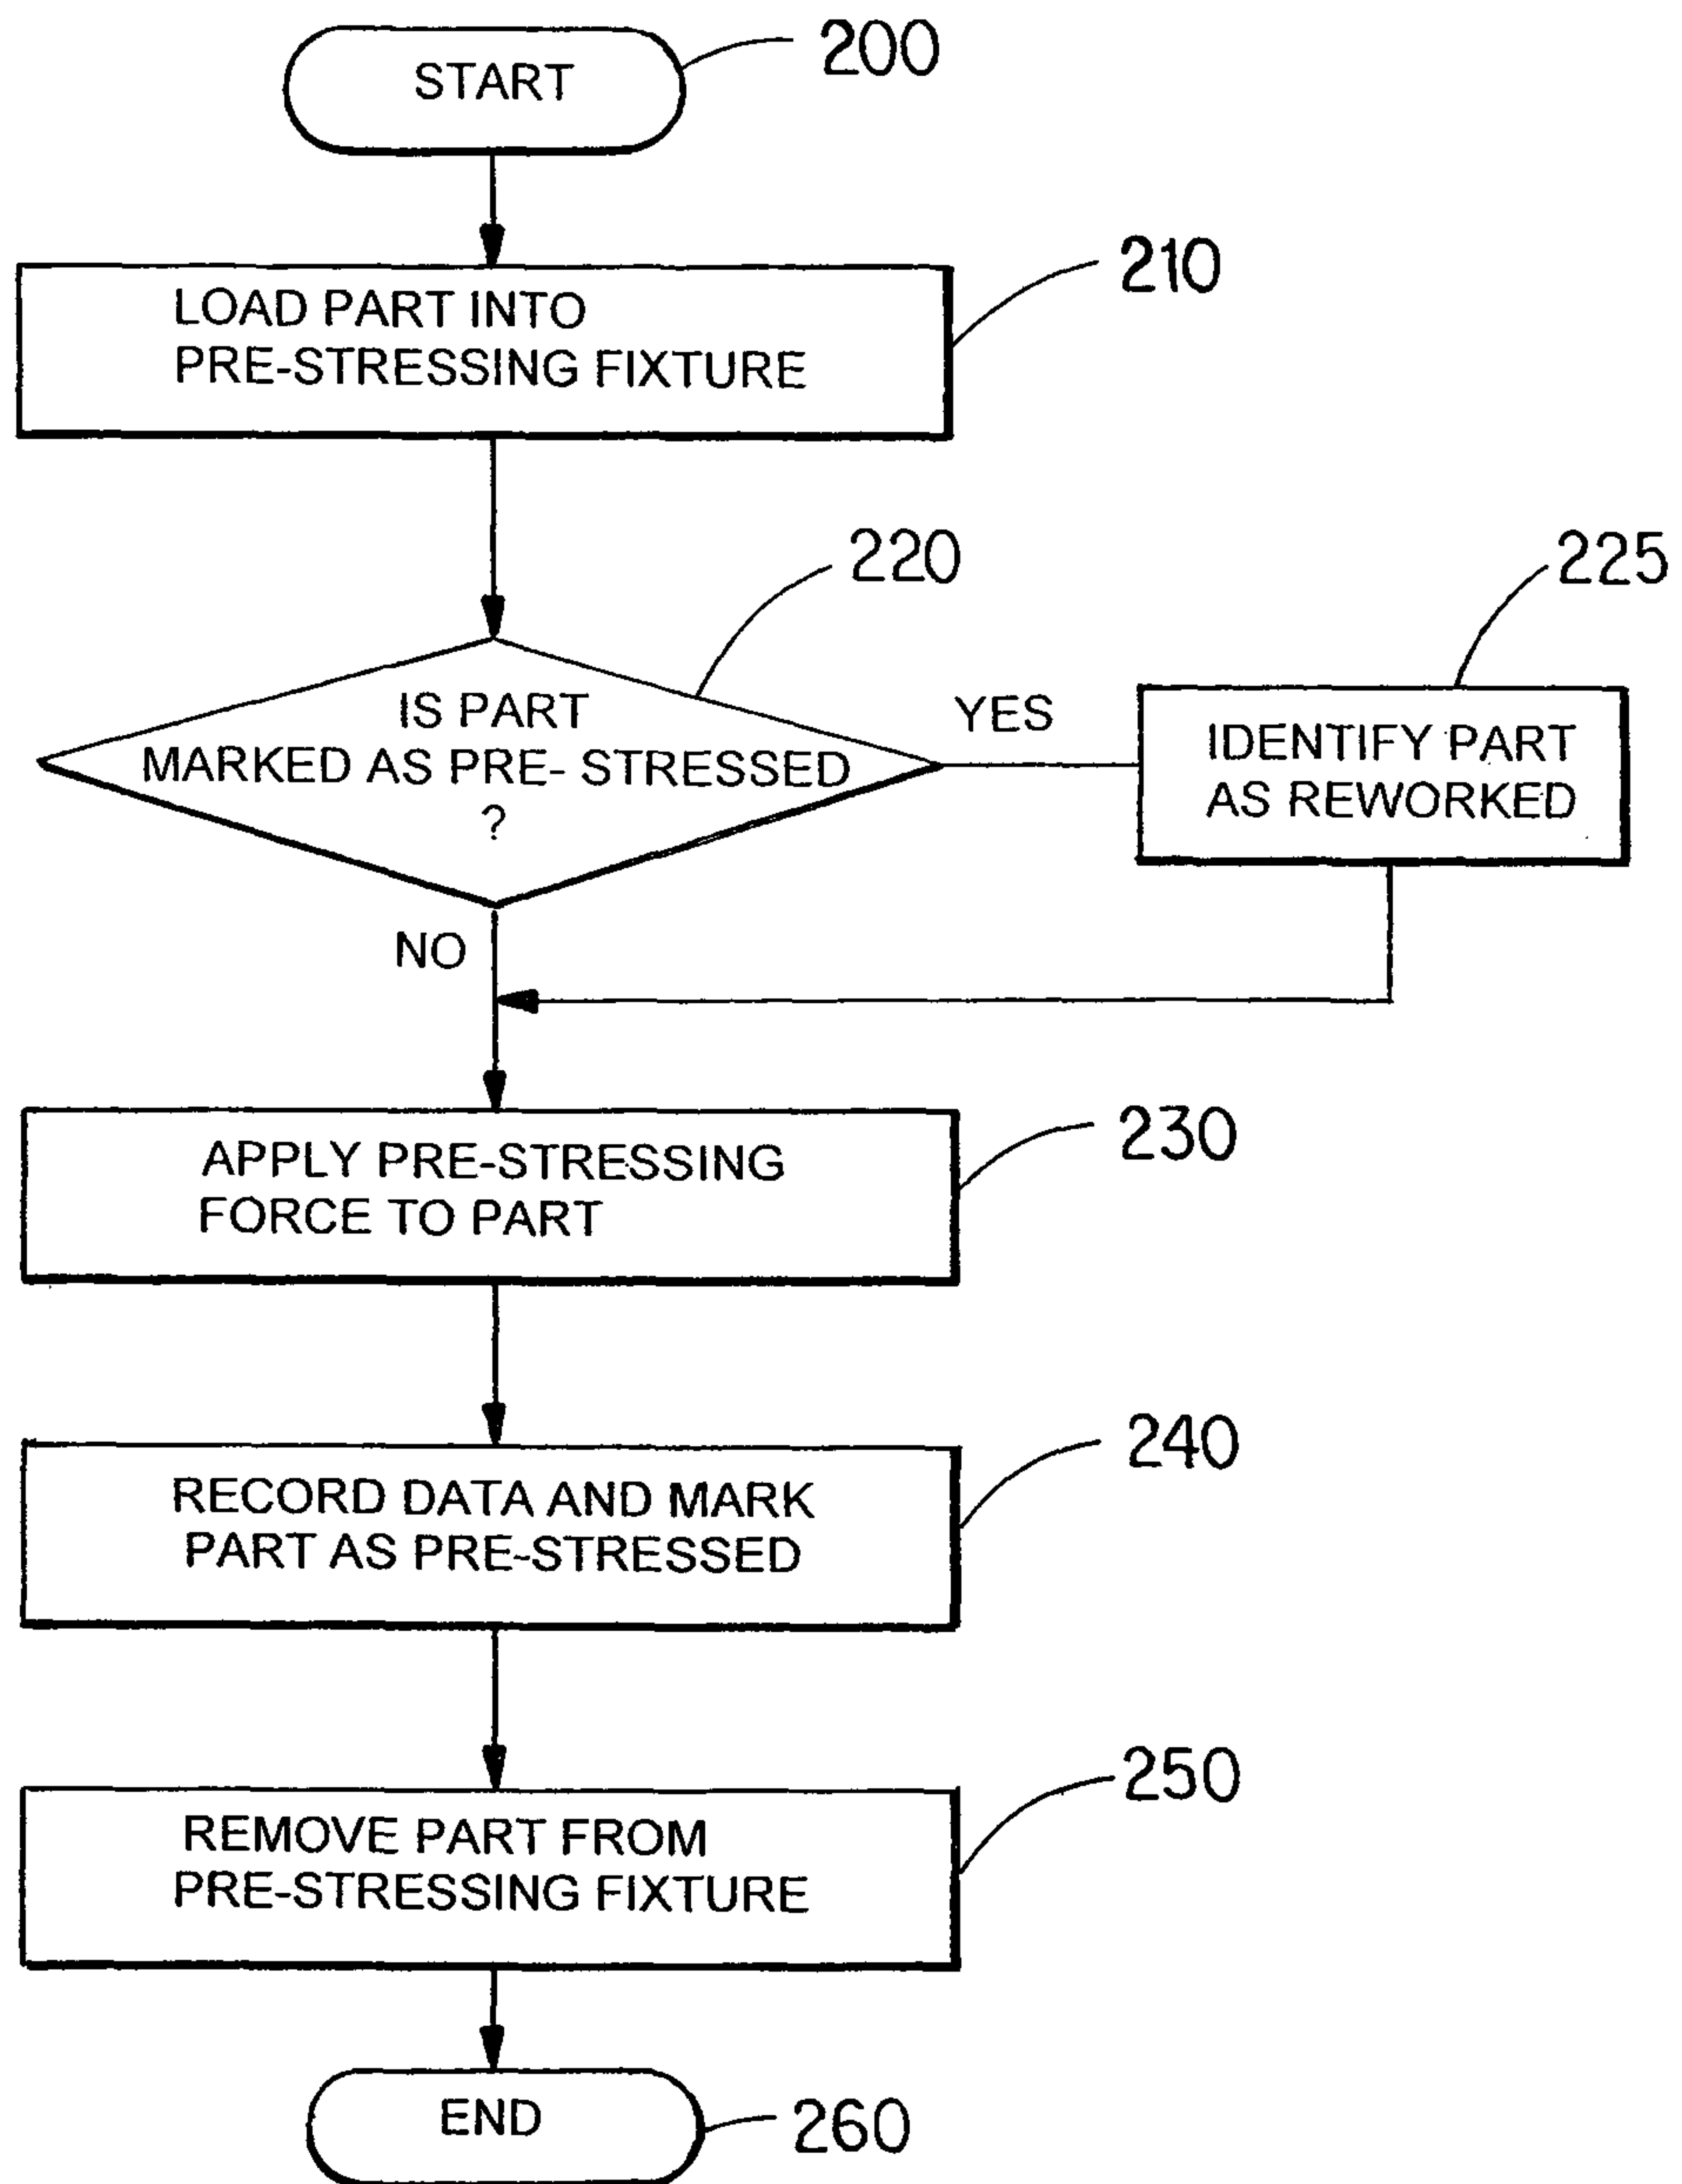 START
200
LOAD PART INTO
PRE-STRESSING FIXTURE
210
220
225
IS PART
MARKED AS PRE- STRESSED
?
YES
IDENTIFY PART
AS REWORKED
NO
APPLY PRE-STRESSING
FORCE TO PART
230
RECORD DATA AND MARK
PART AS PRE-STRESSED
240
REMOVE PART FROM
PRE-STRESSING FIXTURE
250
END
260